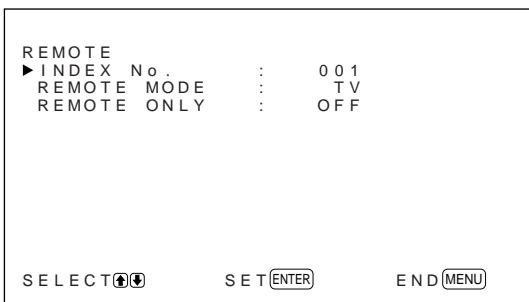 REMOTE
▶INDEX No. : 001
REMOTE MODE : TV
REMOTE ONLY : OFF
SELECT⬆⬇ SET ENTER END MENU